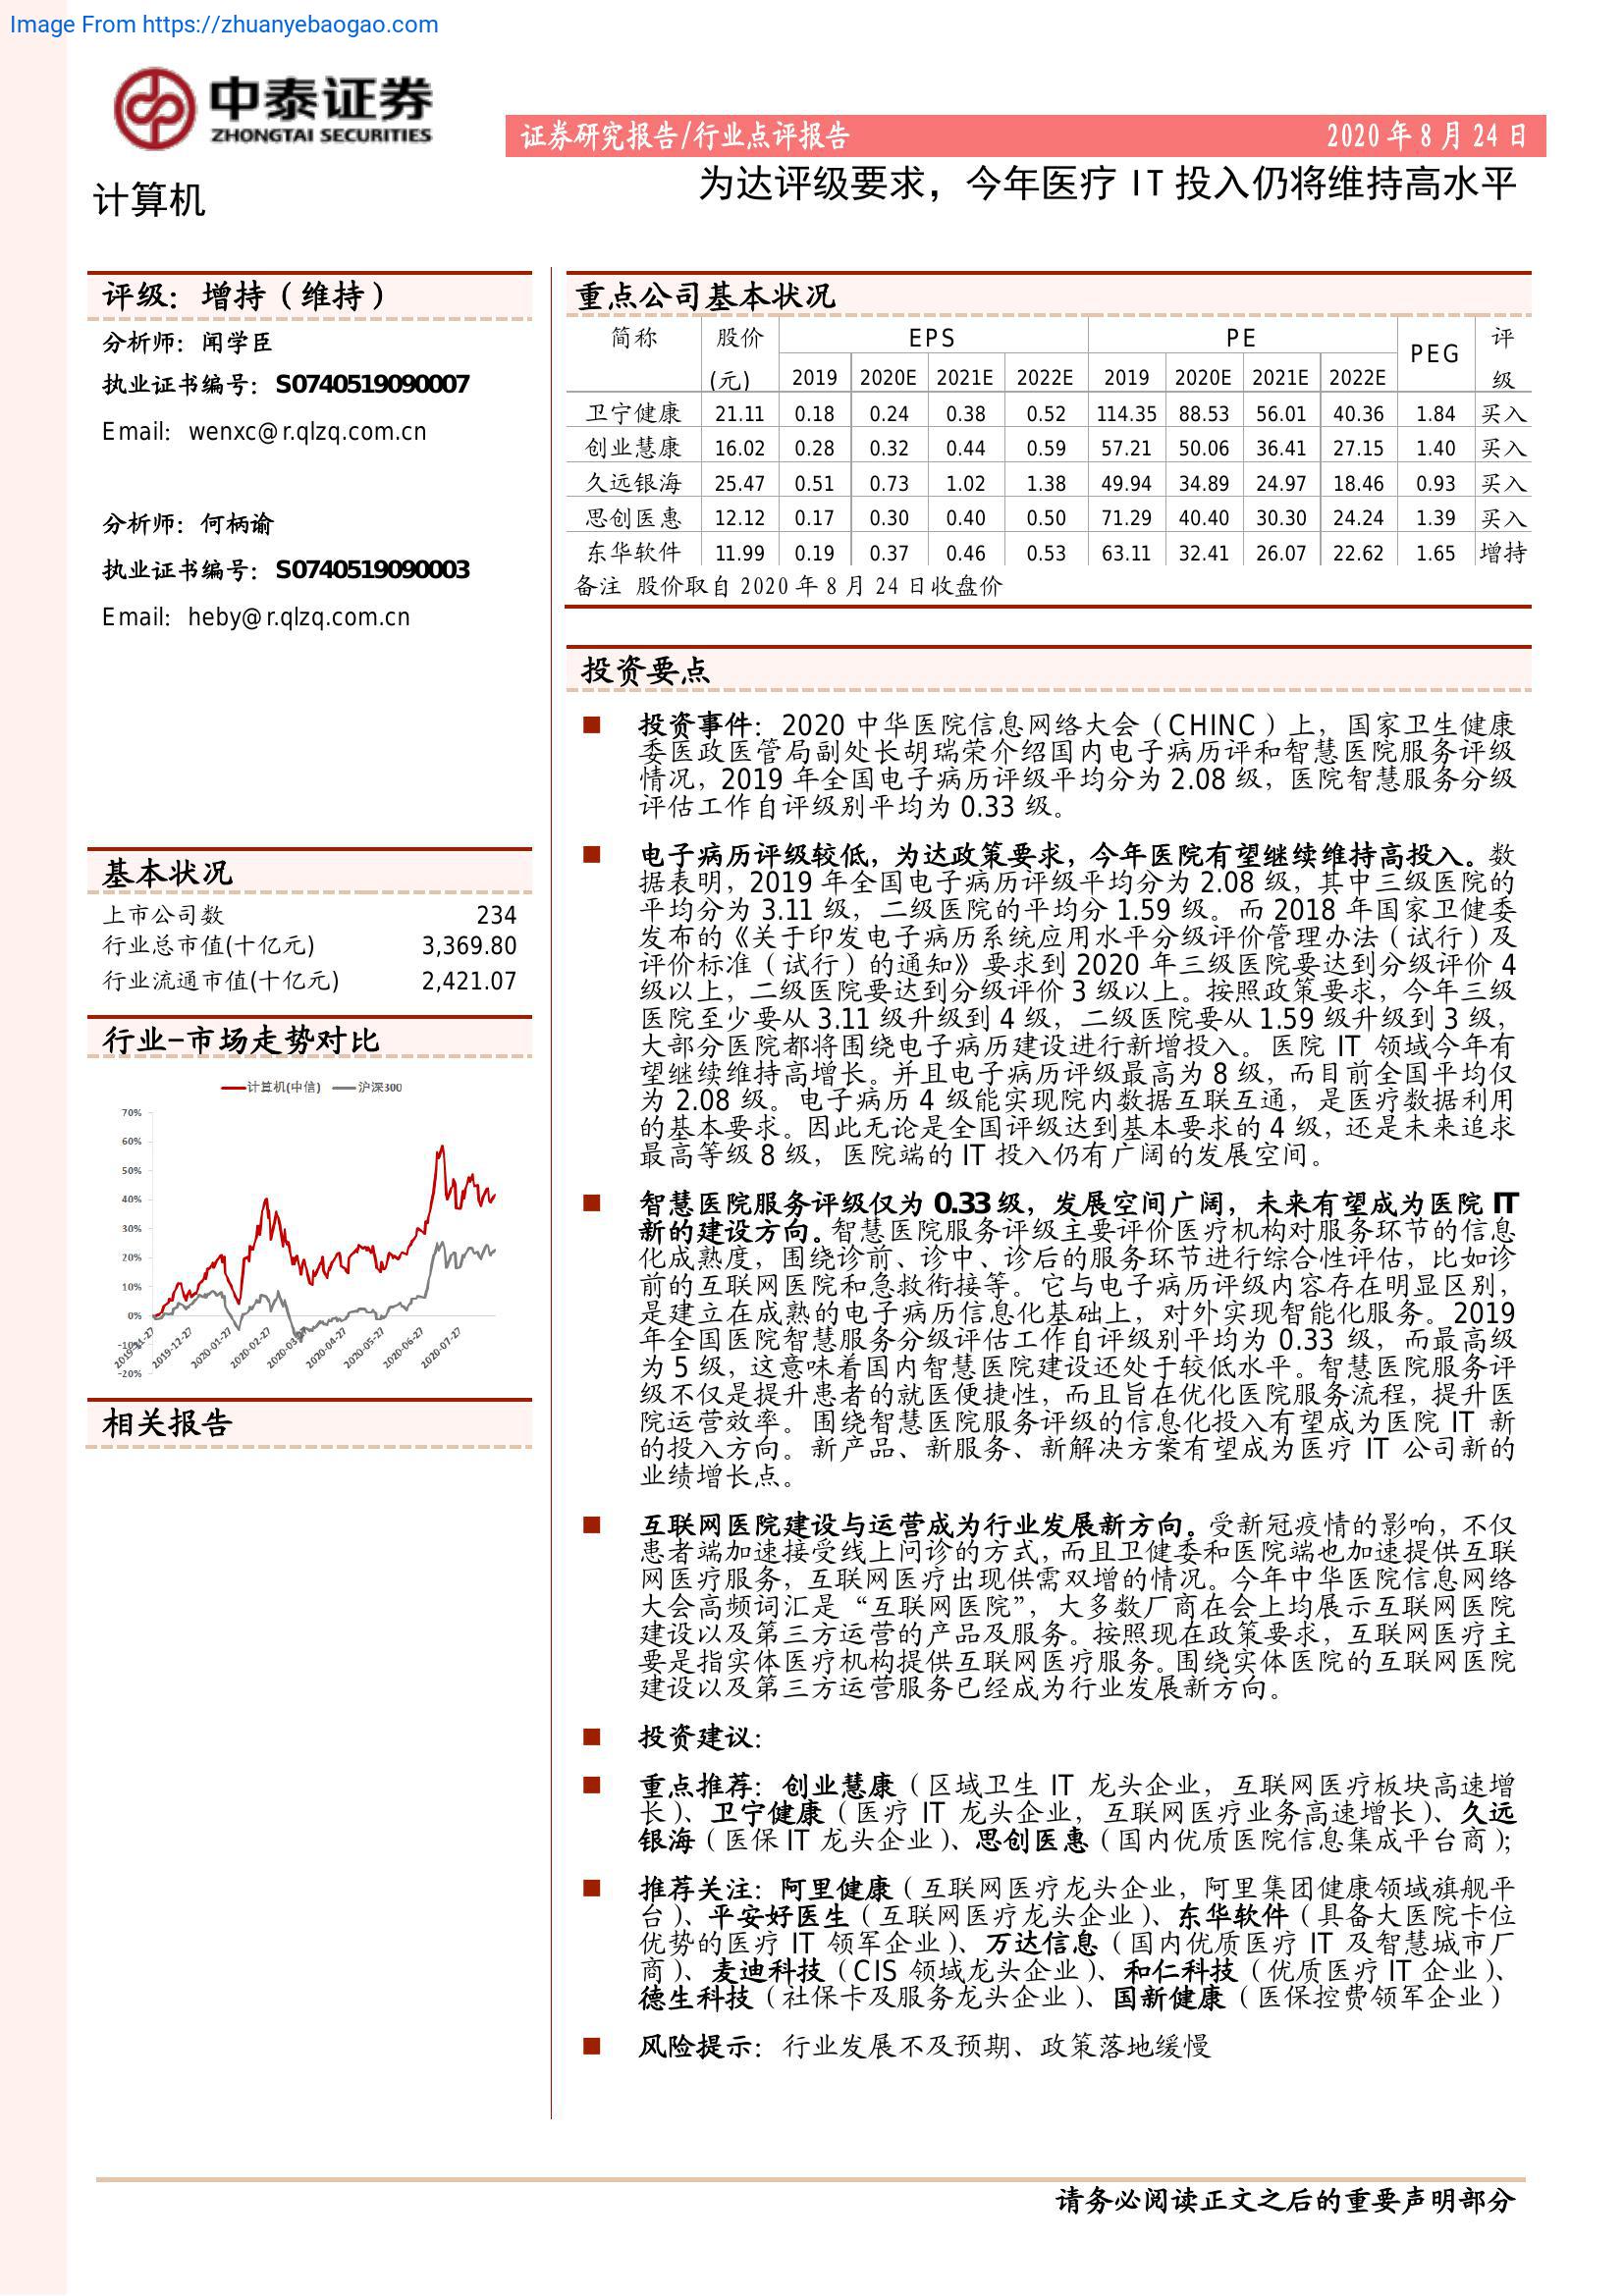 Image From https://zhuanyebaogao.com
中泰证券
ZHONGTAI SECURITIES
证券研究报告/行业点评报告 2020 年 8 月 24 日
计算机
为达评级要求，今年医疗 IT 投入仍将维持高水平
评级：增持（维持）
分析师：闻学臣
执业证书编号：S0740519090007
Email：wenxc@r.qlzq.com.cn
分析师：何柄谕
执业证书编号：S0740519090003
Email：heby@r.qlzq.com.cn
基本状况
上市公司数 234
行业总市值(十亿元) 3,369.80
行业流通市值(十亿元) 2,421.07
行业-市场走势对比
计算机(中信) 沪深300
70%
60%
50%
40%
30%
20%
10%
0%
-10%
-20%
2019-11-27 2019-12-27 2020-01-27 2020-02-27 2020-03-27 2020-04-27 2020-05-27 2020-06-27 2020-07-27
相关报告
重点公司基本状况
简称 股价(元) EPS PE PEG 评级
2019 2020E 2021E 2022E 2019 2020E 2021E 2022E
卫宁健康 21.11 0.18 0.24 0.38 0.52 114.35 88.53 56.01 40.36 1.84 买入
创业慧康 16.02 0.28 0.32 0.44 0.59 57.21 50.06 36.41 27.15 1.40 买入
久远银海 25.47 0.51 0.73 1.02 1.38 49.94 34.89 24.97 18.46 0.93 买入
思创医惠 12.12 0.17 0.30 0.40 0.50 71.29 40.40 30.30 24.24 1.39 买入
东华软件 11.99 0.19 0.37 0.46 0.53 63.11 32.41 26.07 22.62 1.65 增持
备注 股价取自 2020 年 8 月 24 日收盘价
投资要点
■ 投资事件：2020 中华医院信息网络大会（CHINC）上，国家卫生健康
委医政医管局副处长胡瑞荣介绍国内电子病历评和智慧医院服务评级
情况，2019 年全国电子病历评级平均分为 2.08 级，医院智慧服务分级
评估工作自评级别平均为 0.33 级。
■ 电子病历评级较低，为达政策要求，今年医院有望继续维持高投入。数
据表明，2019 年全国电子病历评级平均分为 2.08 级，其中三级医院的
平均分为 3.11 级，二级医院的平均分 1.59 级。而 2018 年国家卫健委
发布的《关于印发电子病历系统应用水平分级评价管理办法（试行）及
评价标准（试行）的通知》要求到 2020 年三级医院要达到分级评价 4
级以上，二级医院要达到分级评价 3 级以上。按照政策要求，今年三级
医院至少要从 3.11 级升级到 4 级，二级医院要从 1.59 级升级到 3 级，
大部分医院都将围绕电子病历建设进行新增投入。医院 IT 领域今年有
望继续维持高增长。并且电子病历评级最高为 8 级，而目前全国平均仅
为 2.08 级。电子病历 4 级能实现院内数据互联互通，是医疗数据利用
的基本要求。因此无论是全国评级达到基本要求的 4 级，还是未来追求
最高等级 8 级，医院端的 IT 投入仍有广阔的发展空间。
■ 智慧医院服务评级仅为 0.33 级，发展空间广阔，未来有望成为医院 IT
新的建设方向。智慧医院服务评级主要评价医疗机构对服务环节的信息
化成熟度，围绕诊前、诊中、诊后的服务环节进行综合性评估，比如诊
前的互联网医院和急救衔接等。它与电子病历评级内容存在明显区别，
是建立在成熟的电子病历信息化基础上，对外实现智能化服务。2019
年全国医院智慧服务分级评估工作自评级别平均为 0.33 级，而最高级
为 5 级，这意味着国内智慧医院建设还处于较低水平。智慧医院服务评
级不仅是提升患者的就医便捷性，而且旨在优化医院服务流程，提升医
院运营效率。围绕智慧医院服务评级的信息化投入有望成为医院 IT 新
的投入方向。新产品、新服务、新解决方案有望成为医疗 IT 公司新的
业绩增长点。
■ 互联网医院建设与运营成为行业发展新方向。受新冠疫情的影响，不仅
患者端加速接受线上问诊的方式，而且卫健委和医院端也加速提供互联
网医疗服务，互联网医疗出现供需双增的情况。今年中华医院信息网络
大会高频词汇是“互联网医院”，大多数厂商在会上均展示互联网医院
建设以及第三方运营的产品及服务。按照现在政策要求，互联网医疗主
要是指实体医疗机构提供互联网医疗服务。围绕实体医院的互联网医院
建设以及第三方运营服务已经成为行业发展新方向。
■ 投资建议：
■ 重点推荐：创业慧康（区域卫生 IT 龙头企业，互联网医疗板块高速增
长）、卫宁健康（医疗 IT 龙头企业，互联网医疗业务高速增长）、久远
银海（医保 IT 龙头企业）、思创医惠（国内优质医院信息集成平台商）；
■ 推荐关注：阿里健康（互联网医疗龙头企业，阿里集团健康领域旗舰平
台）、平安好医生（互联网医疗龙头企业）、东华软件（具备大医院卡位
优势的医疗 IT 领军企业）、万达信息（国内优质医疗 IT 及智慧城市厂
商）、麦迪科技（CIS 领域龙头企业）、和仁科技（优质医疗 IT 企业）、
德生科技（社保卡及服务龙头企业）、国新健康（医保控费领军企业）
■ 风险提示：行业发展不及预期、政策落地缓慢
请务必阅读正文之后的重要声明部分